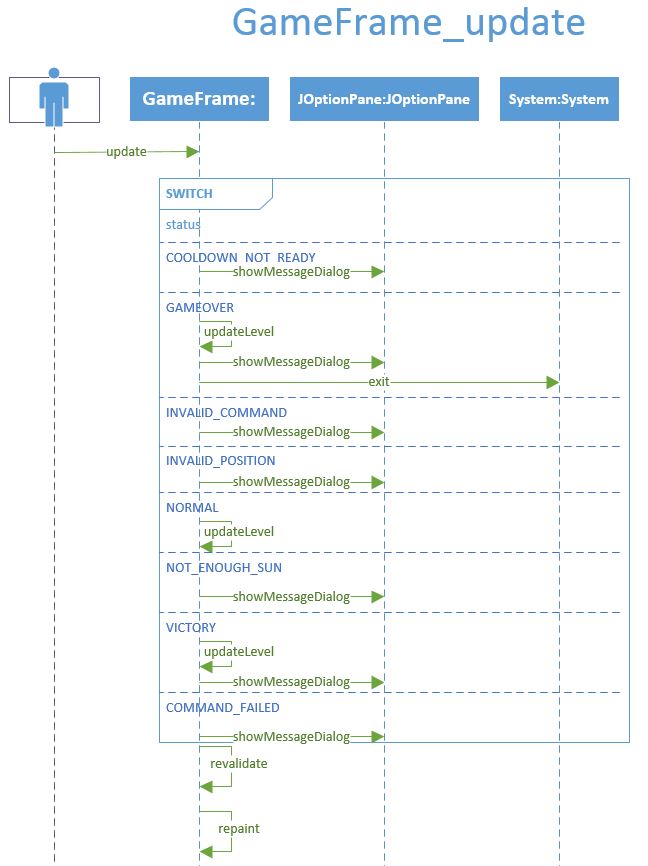 GameFrame_update
GameFrame:
JOptionPane:JOptionPane
System:System
update
SWITCH
status
COOLDOWN_NOT_READY
showMessageDialog
GAMEOVER
updateLevel
showMessageDialog
exit
INVALID_COMMAND
showMessageDialog
INVALID_POSITION
showMessageDialog
NORMAL
updateLevel
NOT_ENOUGH_SUN
showMessageDialog
VICTORY
updateLevel
showMessageDialog
COMMAND_FAILED
showMessageDialog
revalidate
repaint